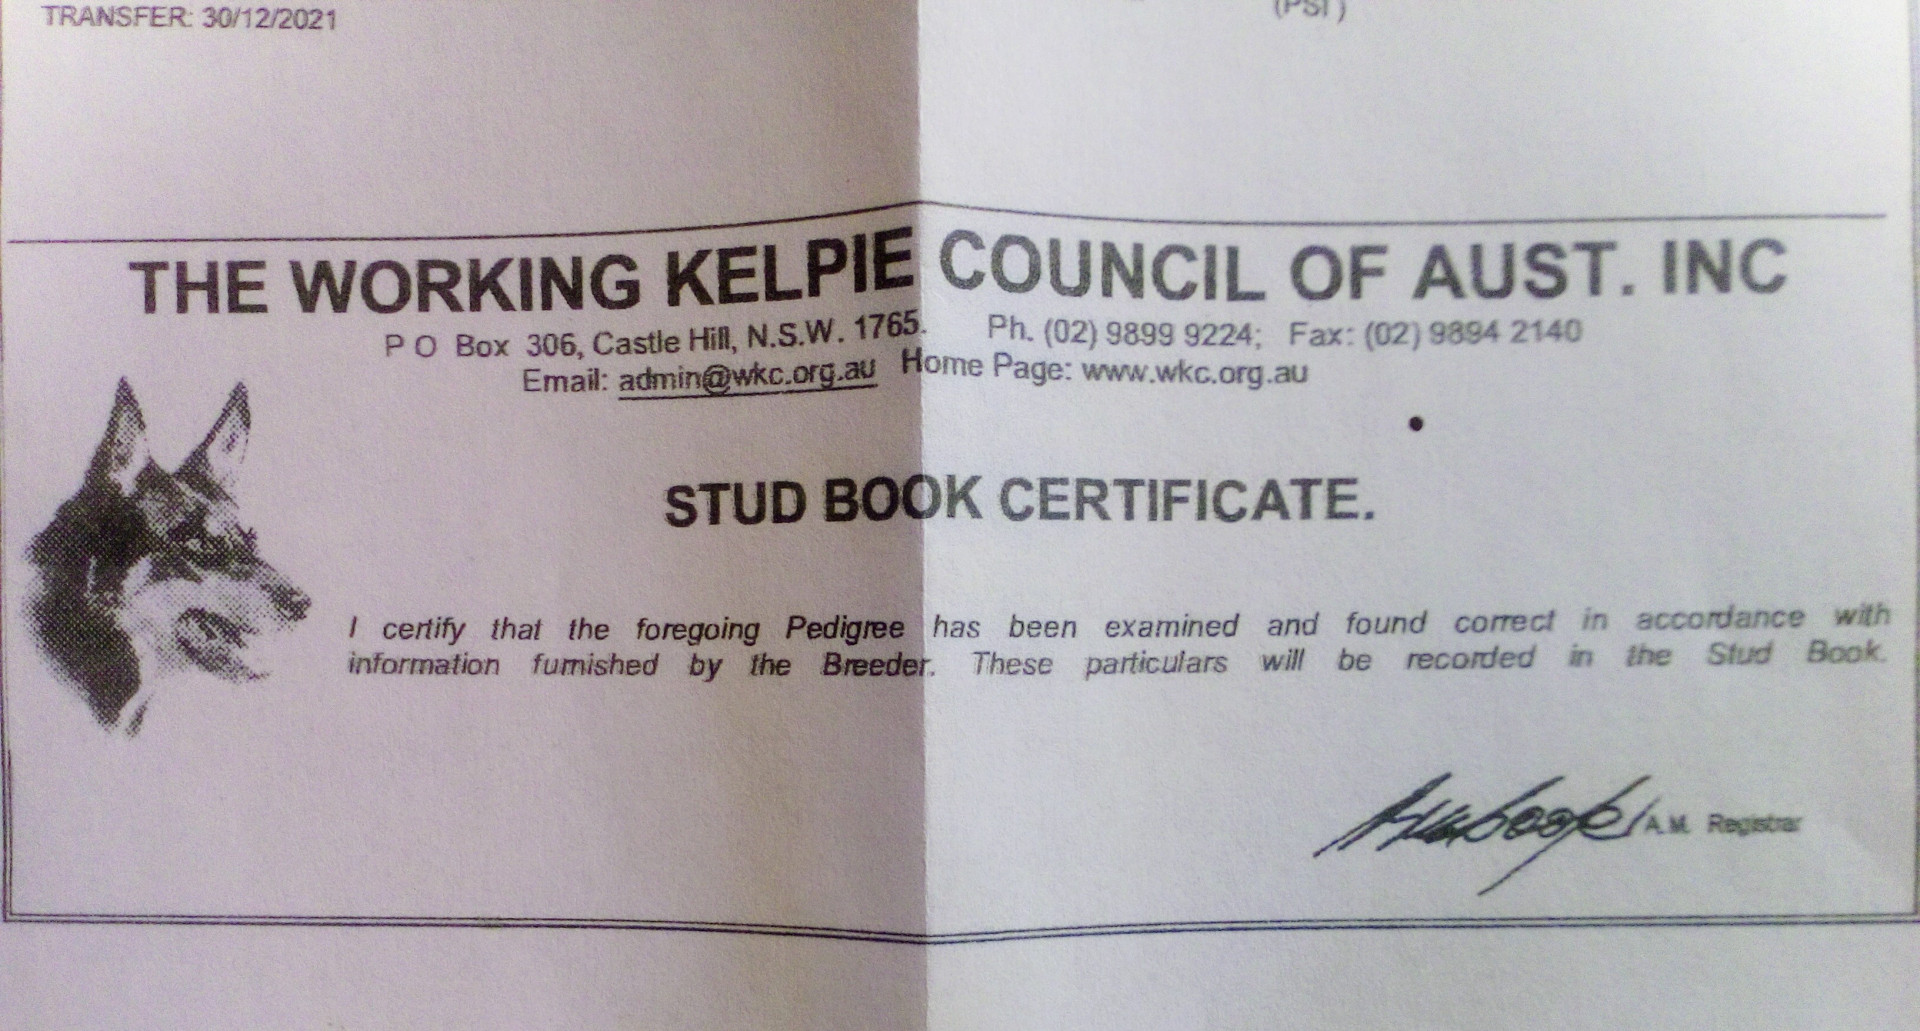 TRANSFER: 30/12/2021
THE WORKING KELPIE COUNCIL OF AUST. INC
P O Box 306, Castle Hill, N.S.W. 1765. Ph. (02) 9899 9224; Fax: (02) 9894 2140
Email: admin@wkc.org.au Home Page: www.wkc.org.au
STUD BOOK CERTIFICATE.
I certify that the foregoing Pedigree has been examined and found correct in accordance with
information furnished by the Breeder. These particulars will be recorded in the Stud Book.
A.M. Registrar